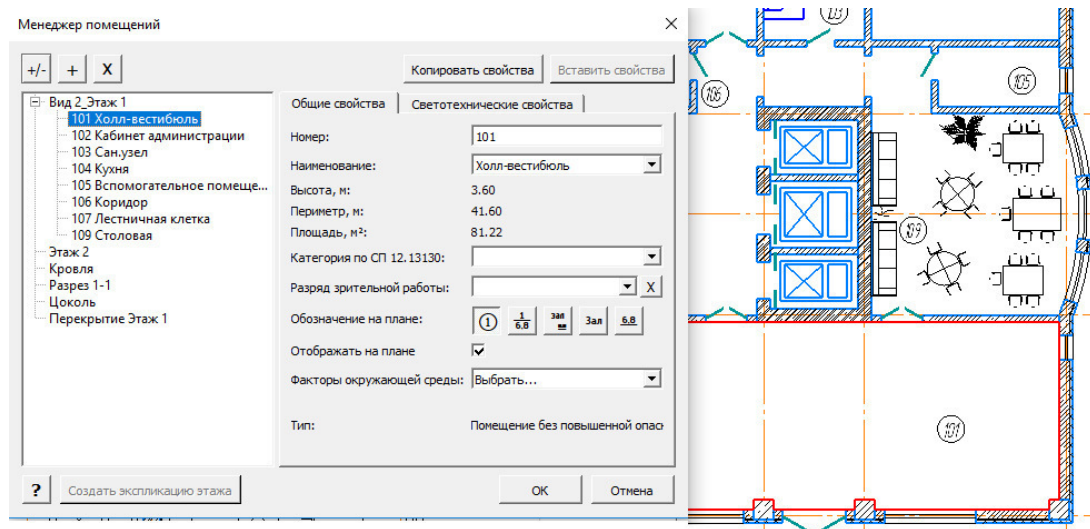 Менеджер помещений
+/-
+
X
Копировать свойства
Вставить свойства
Вид 2_Этаж 1
101 Холл-вестибюль
102 Кабинет администрации
103 Сан.узел
104 Кухня
105 Вспомогательное помеще...
106 Коридор
107 Лестничная клетка
109 Столовая
Этаж 2
Кровля
Разрез 1-1
Цоколь
Перекрытие Этаж 1
Общие свойства
Светотехнические свойства
Номер:
101
Наименование:
Холл-вестибюль
Высота, м:
3.60
Периметр, м:
41.60
Площадь, м²:
81.22
Категория по СП 12.13130:
Разряд зрительной работы:
X
Обозначение на плане:
1
1
6.8
Зал
Зал
6.8
Отображать на плане
Факторы окружающей среды:
Выбрать...
Тип:
Помещение без повышенной опасн
?
Создать экспликацию этажа
ОК
Отмена
103
106
105
109
101